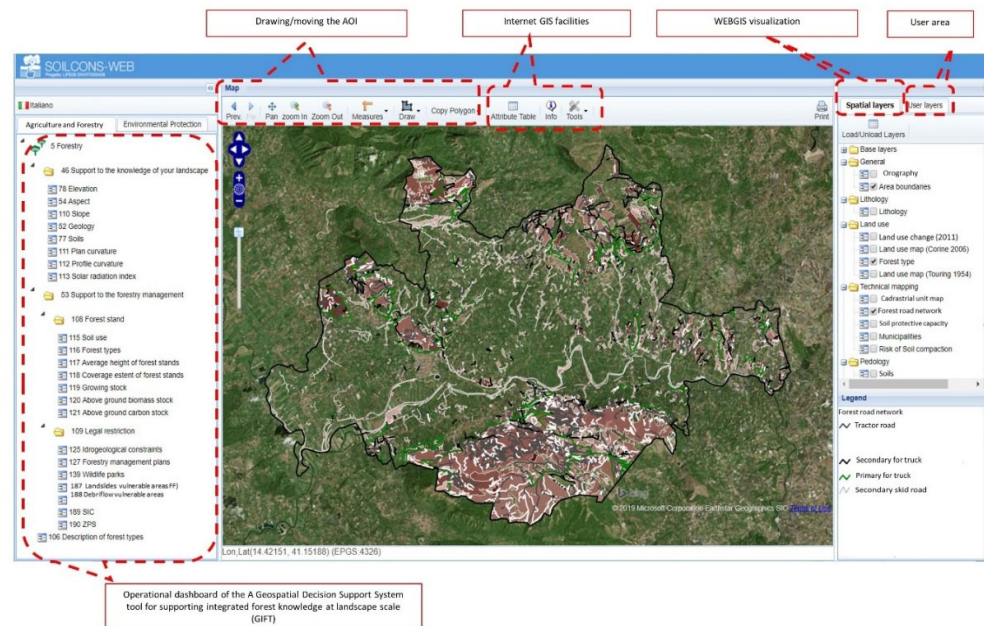 Drawing/moving the AOI
Internet GIS facilities
WEBGIS visualization
User area
SOILCONS-WEB
Map
Italiano
Prev.
Pan
zoom In
Zoom Out
Measures
Draw
Copy Polygon
Attribute Table
Info
Tools
Print
Spatial layers
User layers
Agriculture and Forestry
Environmental Protection
Load/Unload Layers
5 Forestry
46 Support to the knowledge of your landscape
78 Elevation
54 Aspect
110 Slope
52 Geology
77 Soils
111 Plan curvature
112 Profile curvature
113 Solar radiation index
53 Support to the forestry management
108 Forest stand
115 Soil use
116 Forest types
117 Average height of forest stands
118 Coverage estent of forest stands
119 Growing stock
120 Above ground biomass stock
121 Above ground carbon stock
109 Legal restriction
125 Idrogeological constraints
127 Forestry management plans
139 Wildlife parks
187 Landslides vulnerable areas FF)
188 Debriflow vulnerable areas
189 SIC
190 ZPS
106 Description of forest types
Base layers
General
Orography
Area boundaries
Lithology
Lithology
Land use
Land use change (2011)
Land use map (Corine 2006)
Forest type
Land use map (Touring 1954)
Technical mapping
Cadrastrial unit map
Forest road network
Soil protective capacity
Municipalities
Risk of Soil compaction
Pedology
Soils
Legend
Forest road network
Tractor road
Secondary for truck
Primary for truck
Secondary skid road
bing
© 2019 Microsoft Corporation Earthstar Geographics SIO Terms of Use
Lon,Lat(14.42151, 41.15188) (EPGS:4326)
Operational dashboard of the A Geospatial Decision Support System
tool for supporting integrated forest knowledge at landscape scale
(GIFT)